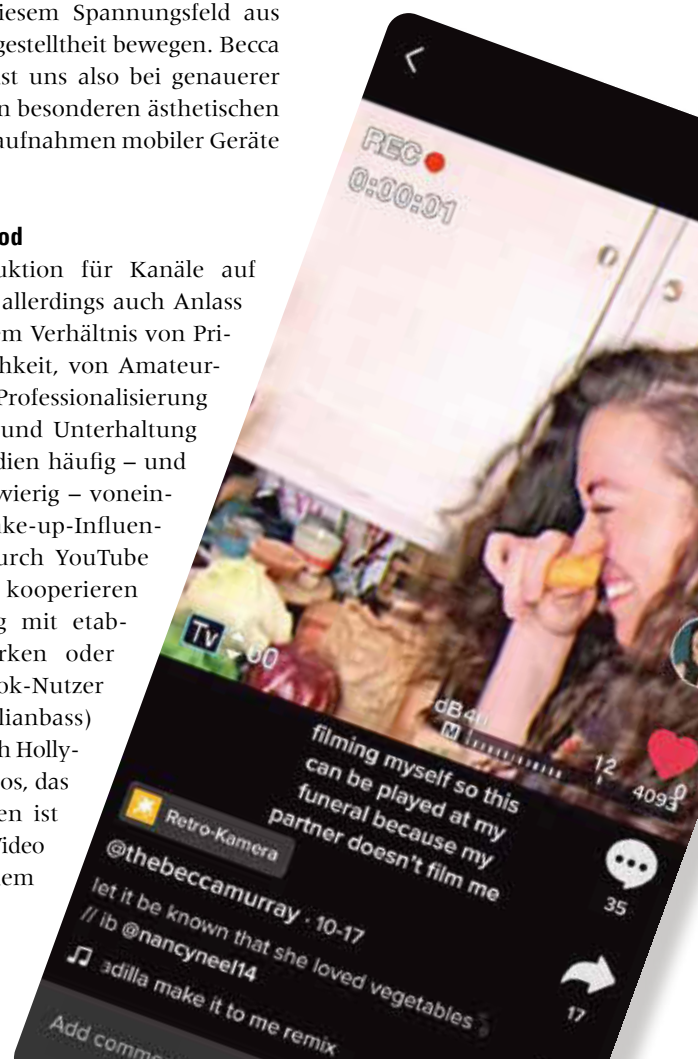 iesem Spannungsfeld aus
gestelltheit bewegen. Becca
st uns also bei genauerer
n besonderen ästhetischen
aufnahmen mobiler Geräte
od
uktion für Kanäle auf
allerdings auch Anlass
em Verhältnis von Pri-
hkeit, von Amateur-
Professionalisierung
und Unterhaltung
dien häufig – und
wierig – vonein-
ake-up-Influen-
urch YouTube
kooperieren
g mit etab-
rken oder
ok-Nutzer
lianbass)
h Holly-
os, das
en ist
Video
em
REC
0:00:01
Tv 60
dB
M
12
0
4093
filming myself so this
can be played at my
funeral because my
partner doesn't film me
35
Retro-Kamera
@thebeccamurray · 10-17
let it be known that she loved vegetables
// ib @nancyneel14
17
adilla make it to me remix
Add comme